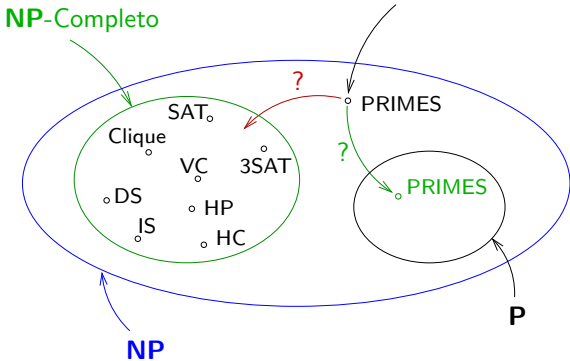 NP-Completo
?
SAT
PRIMES
Clique
?
VC
3SAT
DS
HP
PRIMES
IS
HC
P
NP